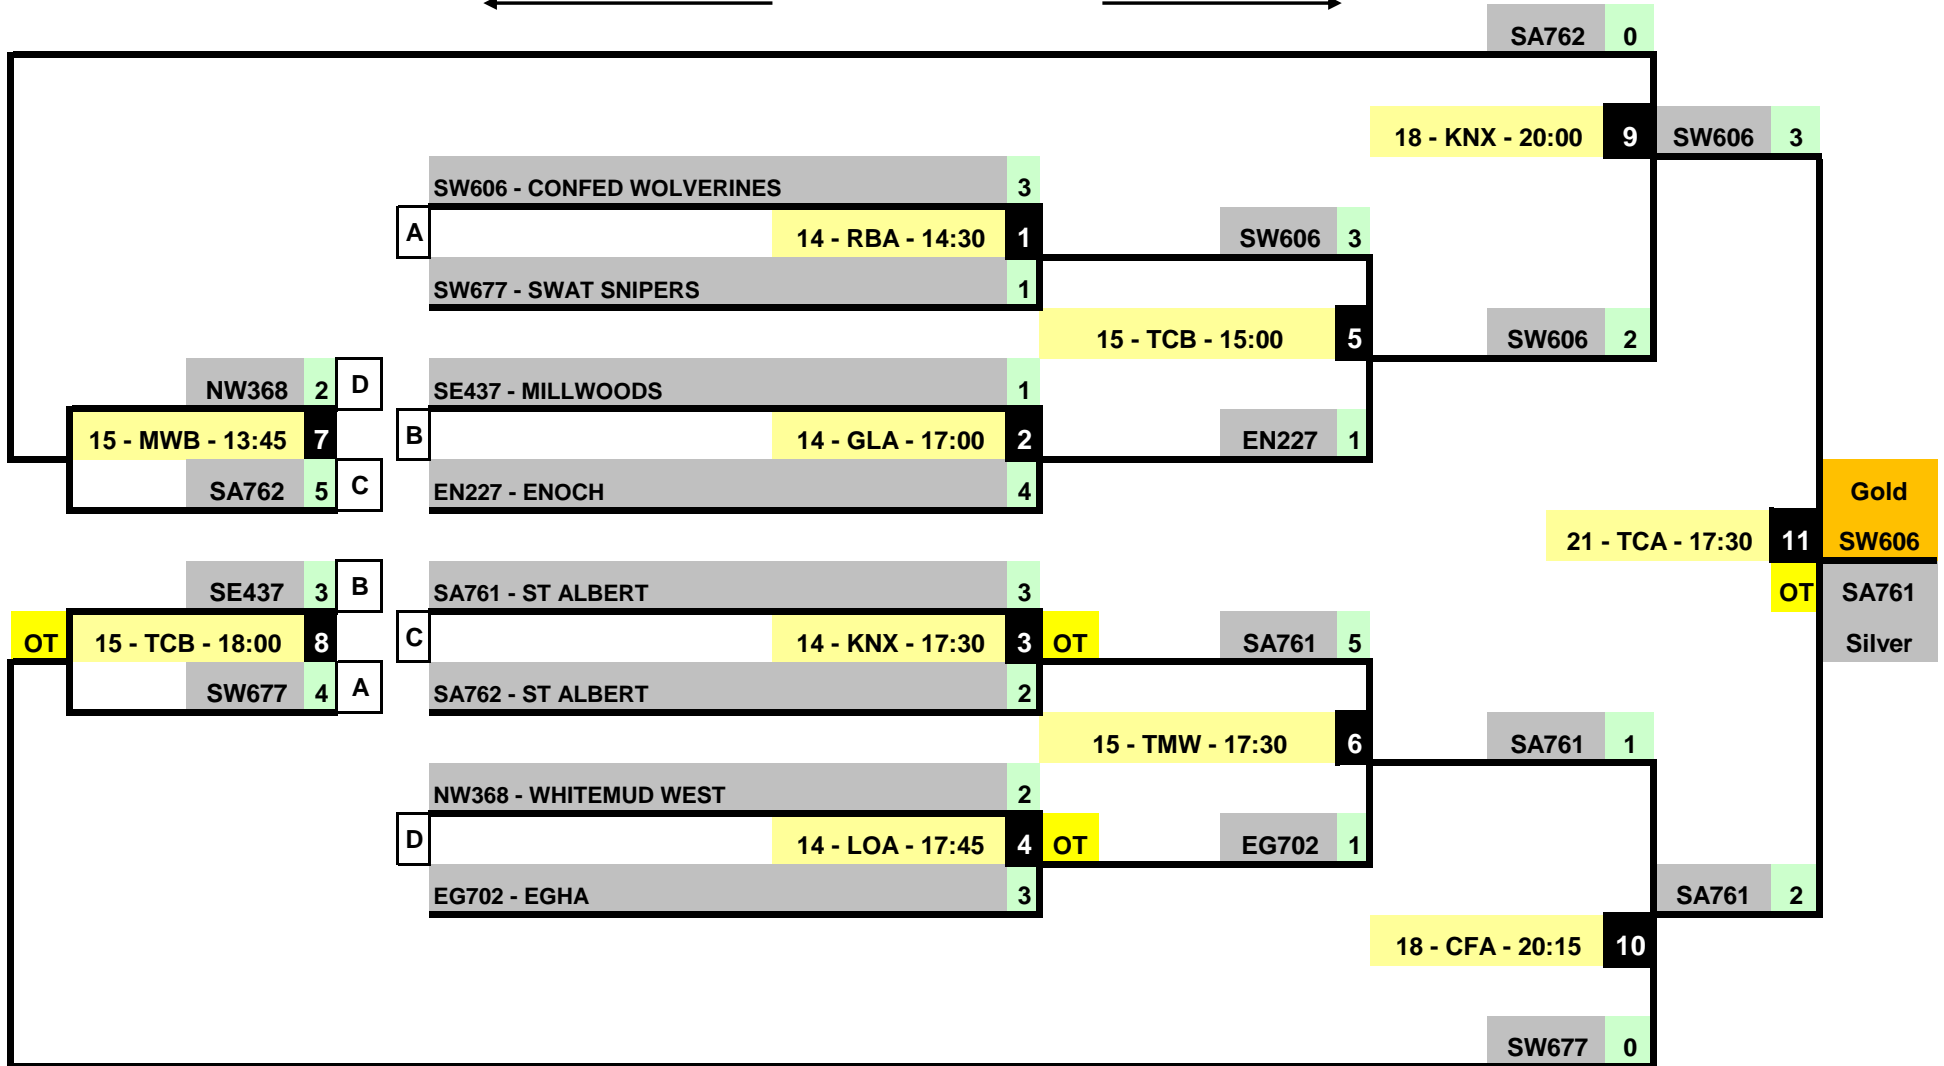 SA762 0
18 - KNX - 20:00 9 SW606 3
SW606 - CONFED WOLVERINES 3
A 14 - RBA - 14:30 1 SW606 3
SW677 - SWAT SNIPERS 1
15 - TCB - 15:00 5 SW606 2
NW368 2 D SE437 - MILLWOODS 1
15 - MWB - 13:45 7 B 14 - GLA - 17:00 2 EN227 1
SA762 5 C EN227 - ENOCH 4 Gold
21 - TCA - 17:30 11 SW606
SE437 3 B SA761 - ST ALBERT 3 OT SA761
OT 15 - TCB - 18:00 8 C 14 - KNX - 17:30 3 OT SA761 5 Silver
SW677 4 A SA762 - ST ALBERT 2
15 - TMW - 17:30 6 SA761 1
NW368 - WHITEMUD WEST 2
D 14 - LOA - 17:45 4 OT EG702 1
EG702 - EGHA 3 SA761 2
18 - CFA - 20:15 10
SW677 0